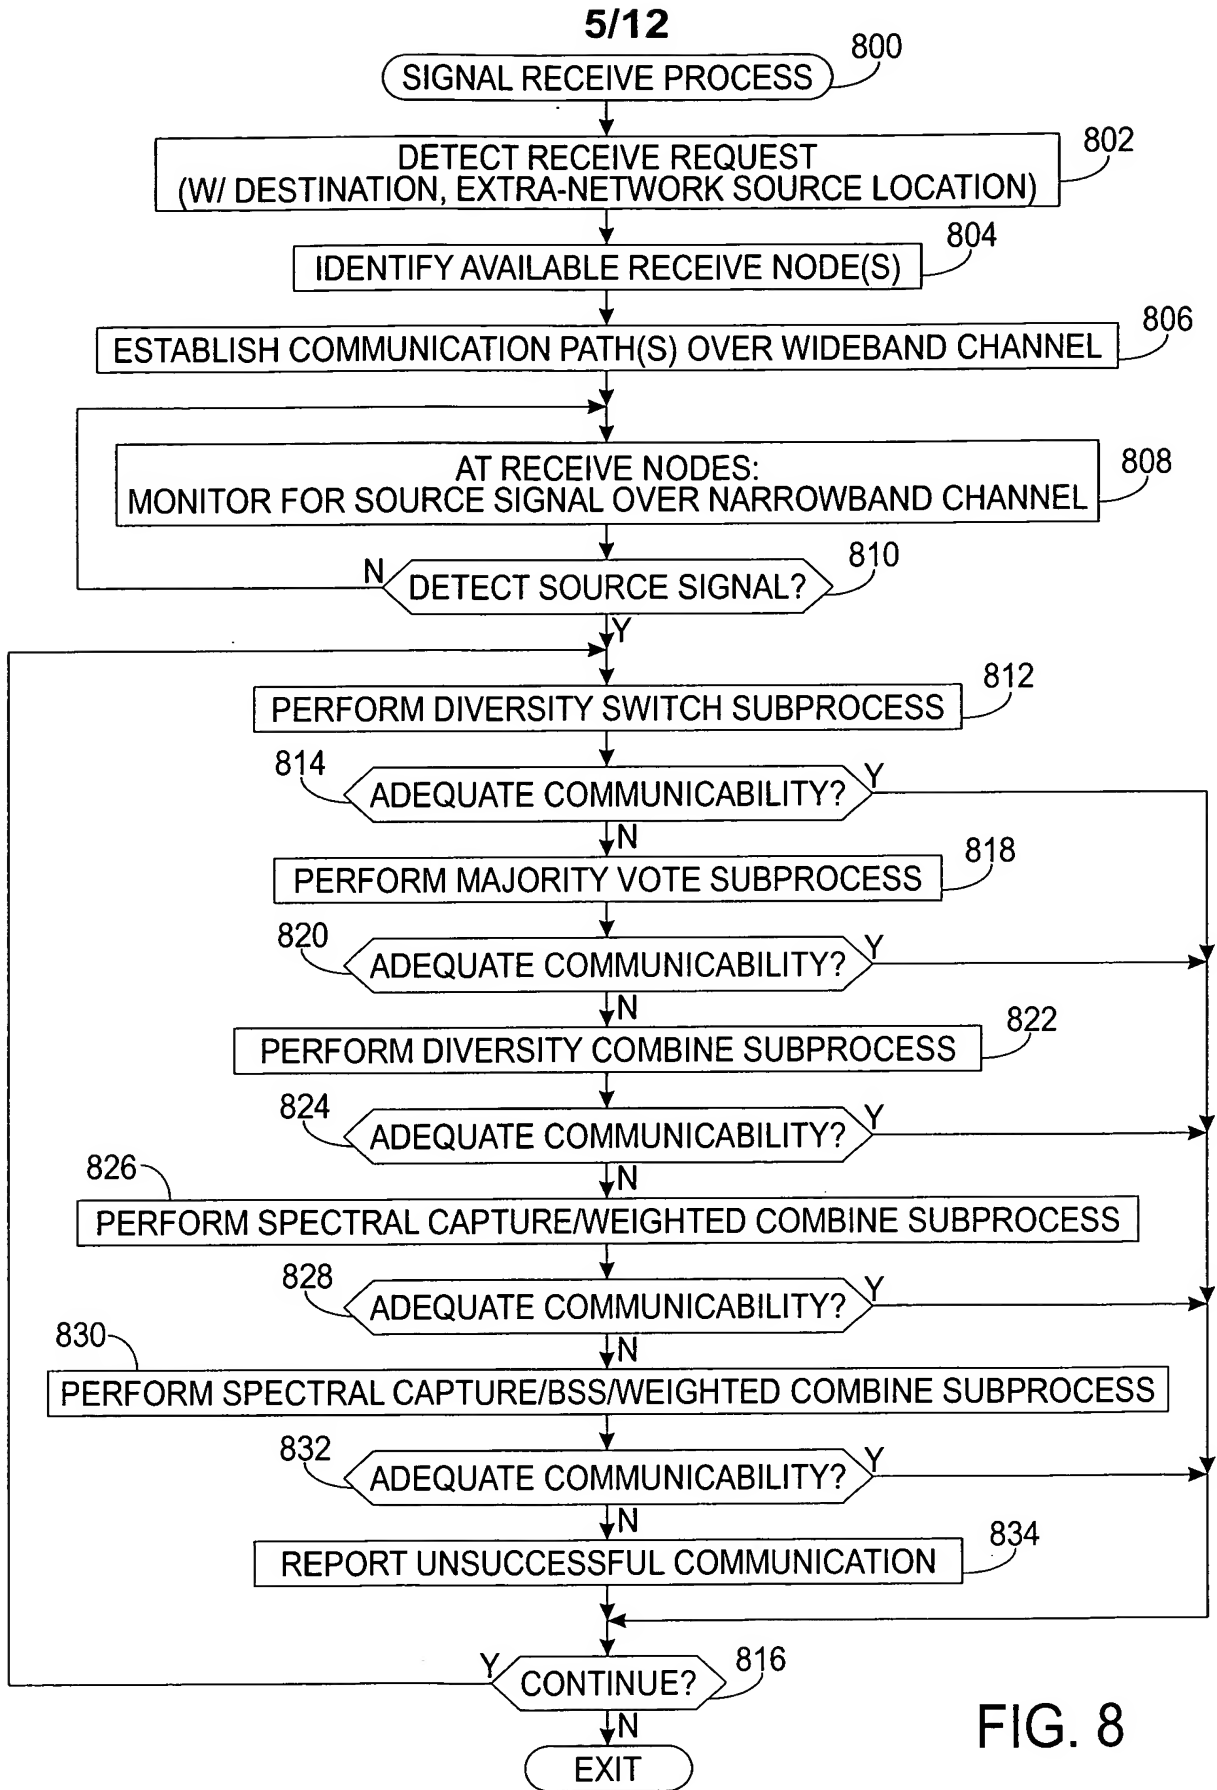 5/12
SIGNAL RECEIVE PROCESS
800
DETECT RECEIVE REQUEST
(W/ DESTINATION, EXTRA-NETWORK SOURCE LOCATION)
802
IDENTIFY AVAILABLE RECEIVE NODE(S)
804
ESTABLISH COMMUNICATION PATH(S) OVER WIDEBAND CHANNEL
806
AT RECEIVE NODES:
MONITOR FOR SOURCE SIGNAL OVER NARROWBAND CHANNEL
808
N
DETECT SOURCE SIGNAL?
810
Y
PERFORM DIVERSITY SWITCH SUBPROCESS
812
814
ADEQUATE COMMUNICABILITY?
Y
N
PERFORM MAJORITY VOTE SUBPROCESS
818
820
ADEQUATE COMMUNICABILITY?
Y
N
PERFORM DIVERSITY COMBINE SUBPROCESS
822
824
ADEQUATE COMMUNICABILITY?
Y
N
826
PERFORM SPECTRAL CAPTURE/WEIGHTED COMBINE SUBPROCESS
828
ADEQUATE COMMUNICABILITY?
Y
N
830
PERFORM SPECTRAL CAPTURE/BSS/WEIGHTED COMBINE SUBPROCESS
832
ADEQUATE COMMUNICABILITY?
Y
N
REPORT UNSUCCESSFUL COMMUNICATION
834
Y
CONTINUE?
816
N
EXIT
FIG. 8